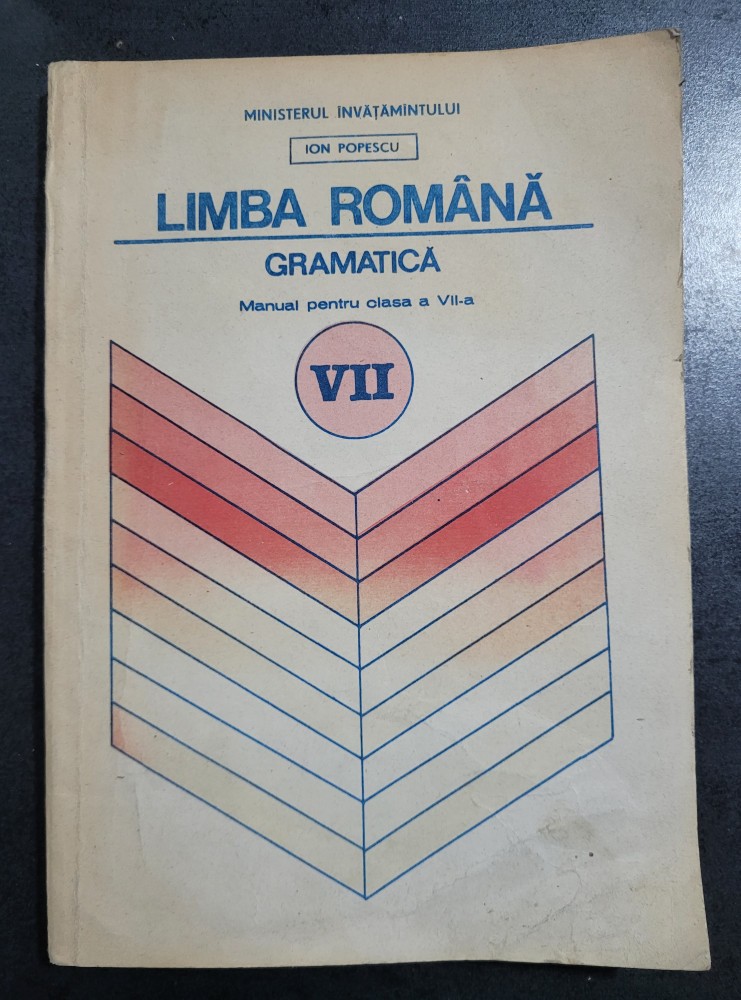 MINISTERUL ÎNVĂȚĂMÎNTULUI
ION POPESCU
LIMBA ROMÂNĂ
GRAMATICĂ
Manual pentru clasa a VII-a
VII